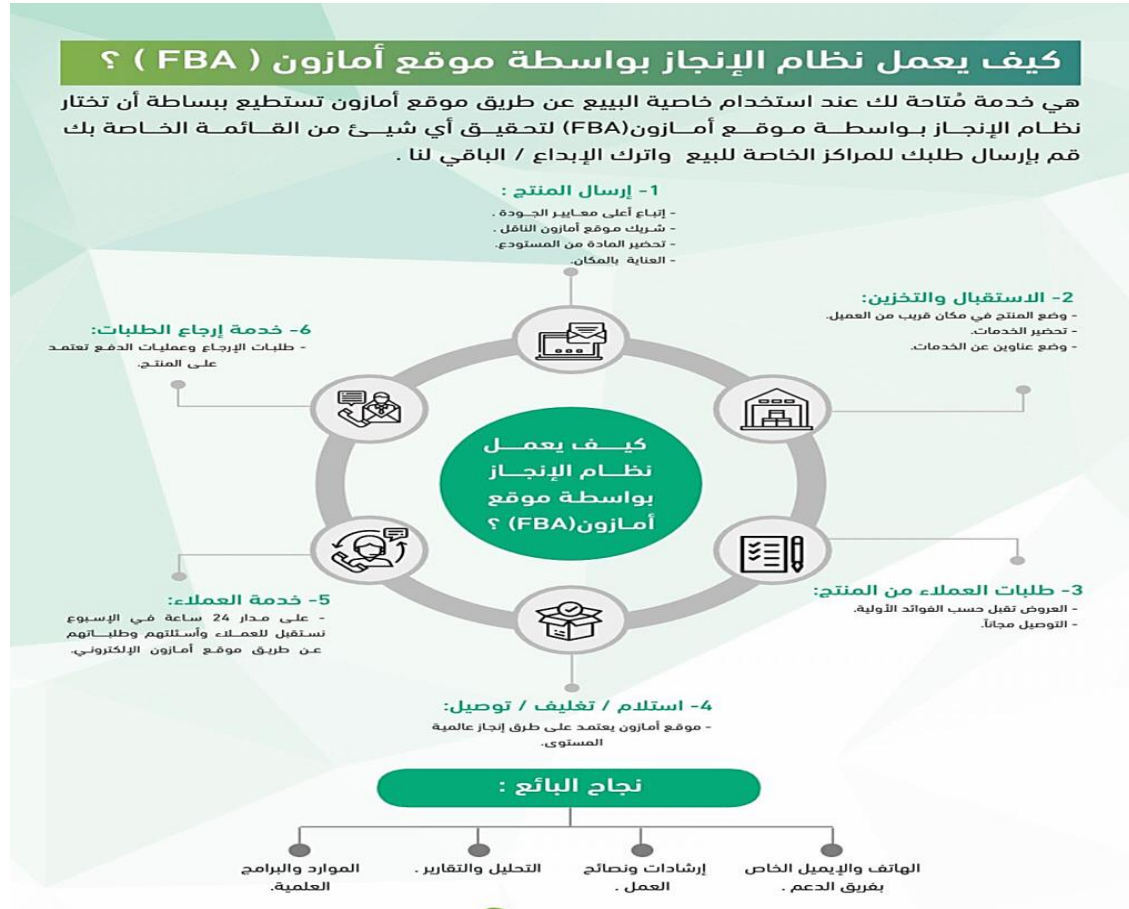 كيف يعمل نظام الإنجاز بواسطة موقع أمازون ( FBA ) ؟
هي خدمة مُتاحة لك عند استخدام خاصية البيع عن طريق موقع أمازون تستطيع ببساطة أن تختار
نظام الإنجاز بواسطة موقع أمازون(FBA) لتحقيق أي شيئ من القائمة الخاصة بك
قم بإرسال طلبك للمراكز الخاصة للبيع واترك الإبداع / الباقي لنا .
1- إرسال المنتج :
- إتباع أعلى معايير الجودة .
- شريك موقع أمازون الناقل .
- تحضير المادة من المستودع.
- العناية بالمكان.
2- الاستقبال والتخزين:
- وضع المنتج في مكان قريب من العميل.
- تحضير الخدمات.
- وضع عناوين عن الخدمات.
3- طلبات العملاء من المنتج:
- العروض تقبل حسب الفوائد الأولية.
- التوصيل مجاناً.
4- استلام / تغليف / توصيل:
- موقع أمازون يعتمد على طرق إنجاز عالمية
المستوى.
5- خدمة العملاء:
- على مدار 24 ساعة في الإسبوع
نستقبل للعملاء وأسئلتهم وطلباتهم
عن طريق موقع أمازون الإلكتروني.
6- خدمة إرجاع الطلبات:
- طلبات الإرجاع وعمليات الدفع تعتمد
على المنتج.
كيف يعمل
نظام الإنجاز
بواسطة موقع
أمازون(FBA) ؟
نجاح البائع :
الهاتف والإيميل الخاص
بفريق الدعم .
إرشادات ونصائح
العمل .
التحليل والتقارير .
الموارد والبرامج
العلمية.